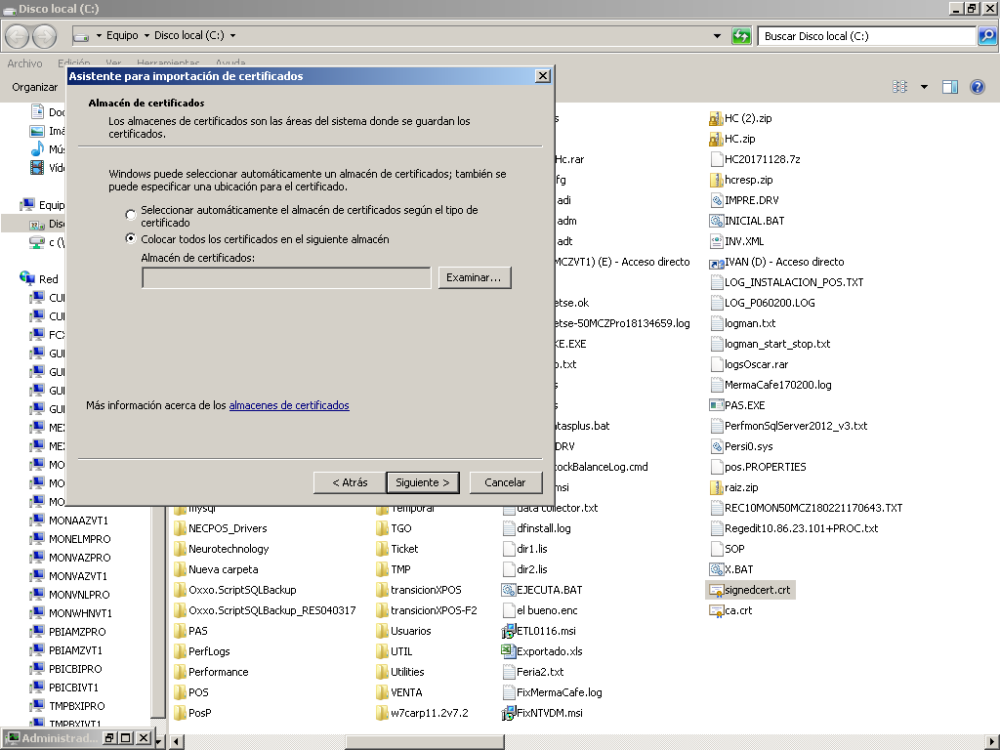 Disco local (C:)
Equipo
Disco local (C:)
Buscar Disco local (C:)
Archivo Edición Ver Herramientas Ayuda
Organizar
Asistente para importación de certificados
Almacén de certificados
Los almacenes de certificados son las áreas del sistema donde se guardan los
certificados.
Windows puede seleccionar automáticamente un almacén de certificados; también se
puede especificar una ubicación para el certificado.
Seleccionar automáticamente el almacén de certificados según el tipo de
certificado
Colocar todos los certificados en el siguiente almacén
Almacén de certificados:
Examinar...
Más información acerca de los almacenes de certificados
< Atrás
Siguiente >
Cancelar
Doc
Imá
Mús
Víde
Equip
Disc
c (\
Red
CUI
CUI
FCX
GUI
GUI
GUI
GUI
MEX
MEX
MO
MO
MO
MONAAZVT1
MONELMPRO
MONVAZPRO
MONVAZVT1
MONVNLPRO
MONWHNVT1
PBIAMZPRO
PBIAMZVT1
PBICBIPRO
PBICBIVT1
TMPBXIPRO
TMPBXIVT1
mysql
NECPOS_Drivers
Neurotechnology
Nueva carpeta
Oxxo.ScriptSQLBackup
Oxxo.ScriptSQLBackup_RES040317
PAS
PerfLogs
Performance
POS
PosP
Temporal
TGO
Ticket
TMP
transicionXPOS
transicionXPOS-F2
Usuarios
UTIL
Utilities
VENTA
w7carp11.2v7.2
s
Hc.rar
fg
adi
adm
adt
MCZVT1) (E) - Acceso directo
etse.ok
etse-50MCZPro18134659.log
KE.EXE
o.txt
s
atasplus.bat
DRV
ockBalanceLog.cmd
msi
data collector.txt
dfinstall.log
dir1.lis
dir2.lis
EJECUTA.BAT
el bueno.enc
ETL0116.msi
Exportado.xls
Feria2.txt
FixMermaCafe.log
FixNTVDM.msi
HC (2).zip
HC.zip
HC20171128.7z
hcresp.zip
IMPRE.DRV
INICIAL.BAT
INV.XML
IVAN (D) - Acceso directo
LOG_INSTALACION_POS.TXT
LOG_P060200.LOG
logman.txt
logman_start_stop.txt
logsOscar.rar
MermaCafe170200.log
PAS.EXE
PerfmonSqlServer2012_v3.txt
Persi0.sys
pos.PROPERTIES
raiz.zip
REC10MON50MCZ180221170643.TXT
Regedit10.86.23.101+PROC.txt
SOP
X.BAT
signedcert.crt
ca.crt
Administrad...